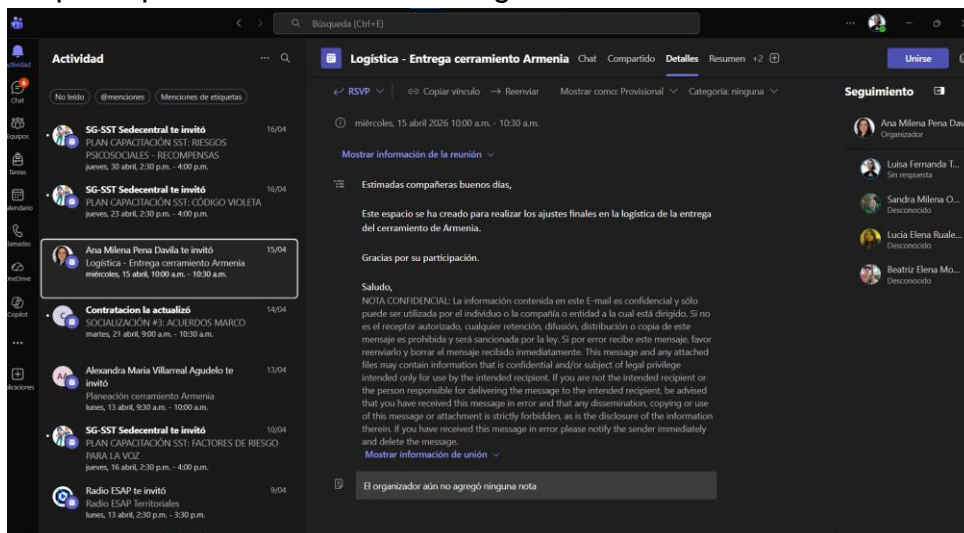 Búsqueda (Ctrl+E)
Actividad
Chat
Equipos
Tareas
Calendario
Llamadas
OneDrive
Copilot
Aplicaciones
Actividad
No leído
@menciones
Menciones de etiquetas
SG-SST Sedecentral te invitó 16/04
PLAN CAPACITACIÓN SST: RIESGOS
PSICOSOCIALES - RECOMPENSAS
jueves, 30 abril, 2:30 p.m. - 4:00 p.m.
SG-SST Sedecentral te invitó 16/04
PLAN CAPACITACIÓN SST: CÓDIGO VIOLETA
jueves, 23 abril, 2:30 p.m. - 4:00 p.m.
Ana Milena Pena Davila te invitó 15/04
Logística - Entrega cerramiento Armenia
miércoles, 15 abril, 10:00 a.m. - 10:30 a.m.
Contratacion la actualizó 14/04
SOCIALIZACIÓN #3: ACUERDOS MARCO
martes, 21 abril, 9:00 a.m. - 10:30 a.m.
AA
Alexandra Maria Villarreal Agudelo te 13/04
invitó
Planeación cerramiento Armenia
lunes, 13 abril, 9:30 a.m. - 10:00 a.m.
SG-SST Sedecentral te invitó 10/04
PLAN CAPACITACIÓN SST: FACTORES DE RIESGO
PARA LA VOZ
jueves, 16 abril, 2:30 p.m. - 4:00 p.m.
Radio ESAP te invitó 9/04
Radio ESAP Territoriales
lunes, 13 abril, 2:30 p.m. - 3:30 p.m.
Logística - Entrega cerramiento Armenia Chat Compartido Detalles Resumen +2 Unirse
RSVP Copiar vínculo Reenviar Mostrar como: Provisional Categoría: ninguna
miércoles, 15 abril 2026 10:00 a.m. - 10:30 a.m.
Mostrar información de la reunión
Estimadas compañeras buenos días,
Este espacio se ha creado para realizar los ajustes finales en la logística de la entrega
del cerramiento de Armenia.
Gracias por su participación.
Saludo,
NOTA CONFIDENCIAL: La información contenida en este E-mail es confidencial y sólo
puede ser utilizada por el individuo o la compañía o entidad a la cual está dirigido. Si no
es el receptor autorizado, cualquier retención, difusión, distribución o copia de este
mensaje es prohibida y será sancionada por la ley. Si por error recibe este mensaje, favor
reenviarlo y borrar el mensaje recibido inmediatamente. This message and any attached
files may contain information that is confidential and/or subject of legal privilege
intended only for use by the intended recipient. If you are not the intended recipient or
the person responsible for delivering the message to the intended recipient, be advised
that you have received this message in error and that any dissemination, copying or use
of this message or attachment is strictly forbidden, as is the disclosure of the information
therein. If you have received this message in error please notify the sender immediately
and delete the message.
Mostrar información de unión
El organizador aún no agregó ninguna nota
Seguimiento
Ana Milena Pena Dav
Organizador
Luisa Fernanda T...
Sin respuesta
Sandra Milena O...
Desconocido
Lucia Elena Ruale...
Desconocido
Beatriz Elena Mo...
Desconocido